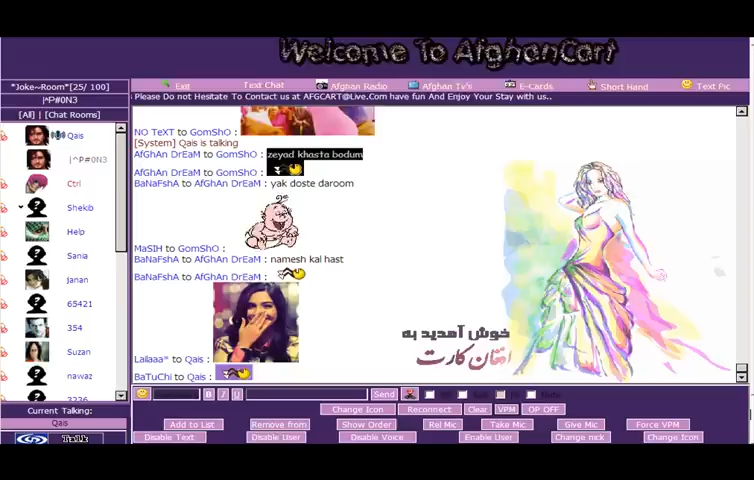 Welcome To AfghanCart
*Joke~Room*[25/ 100]
|^P#0N3
[All] | [Chat Rooms]
Exit
Text Chat
Afghan Radio
Afghan Tv's
E-Cards
Short Hand
Text Pic
Please Do not Hesitate To Contact us at AFGCART@Live.Com have fun And Enjoy Your Stay with us..
Qais
|^P#0N3
Ctrl
Shekib
Help
Sania
janan
65421
354
Suzan
nawaz
3236
Current Talking:
Qais
Talk
NO TeXT to GomShO :
[System] Qais is talking
AfGhAn DrEaM to GomShO : zeyad khasta bodum
AfGhAn DrEaM to GomShO :
BaNaFshA to AfGhAn DrEaM : yak doste daroom
MaSIH to GomShO :
BaNaFshA to AfGhAn DrEaM : namesh kal hast
BaNaFshA to AfGhAn DrEaM :
Lailaaa* to Qais :
BaTuChi to Qais :
خوش آمدید به
افغان کارت
B I U
Send
Change Icon
Reconnect
Clear
VPM
OP OFF
Add to List
Remove from
Show Order
Rel Mic
Take Mic
Give Mic
Force VPM
Disable Text
Disable User
Disable Voice
Enable User
Change nick
Change Icon